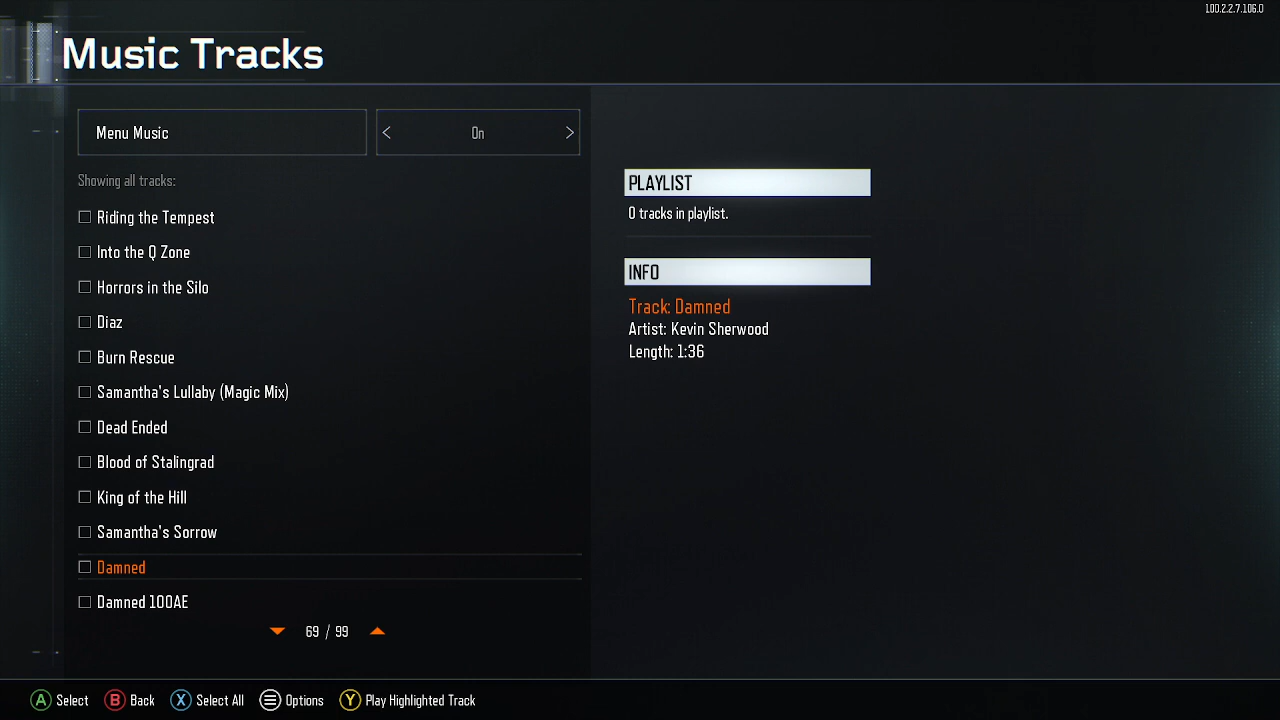 100.2.2.7.106.0
Music Tracks
Menu Music
On
Showing all tracks:
Riding the Tempest
Into the Q Zone
Horrors in the Silo
Diaz
Burn Rescue
Samantha's Lullaby (Magic Mix)
Dead Ended
Blood of Stalingrad
King of the Hill
Samantha's Sorrow
Damned
Damned 100AE
69 / 99
PLAYLIST
0 tracks in playlist.
INFO
Track: Damned
Artist: Kevin Sherwood
Length: 1:36
A Select B Back X Select All Options Y Play Highlighted Track